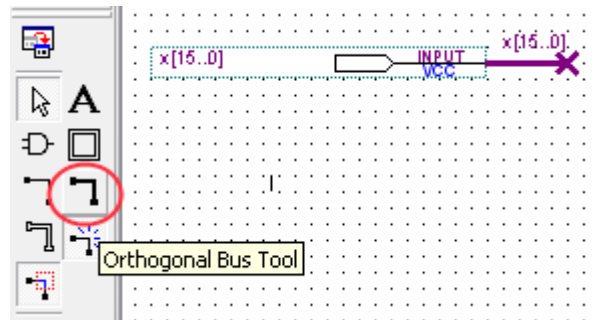 x[15..0]
INPUT
VCC
x[15..0]
A
Orthogonal Bus Tool